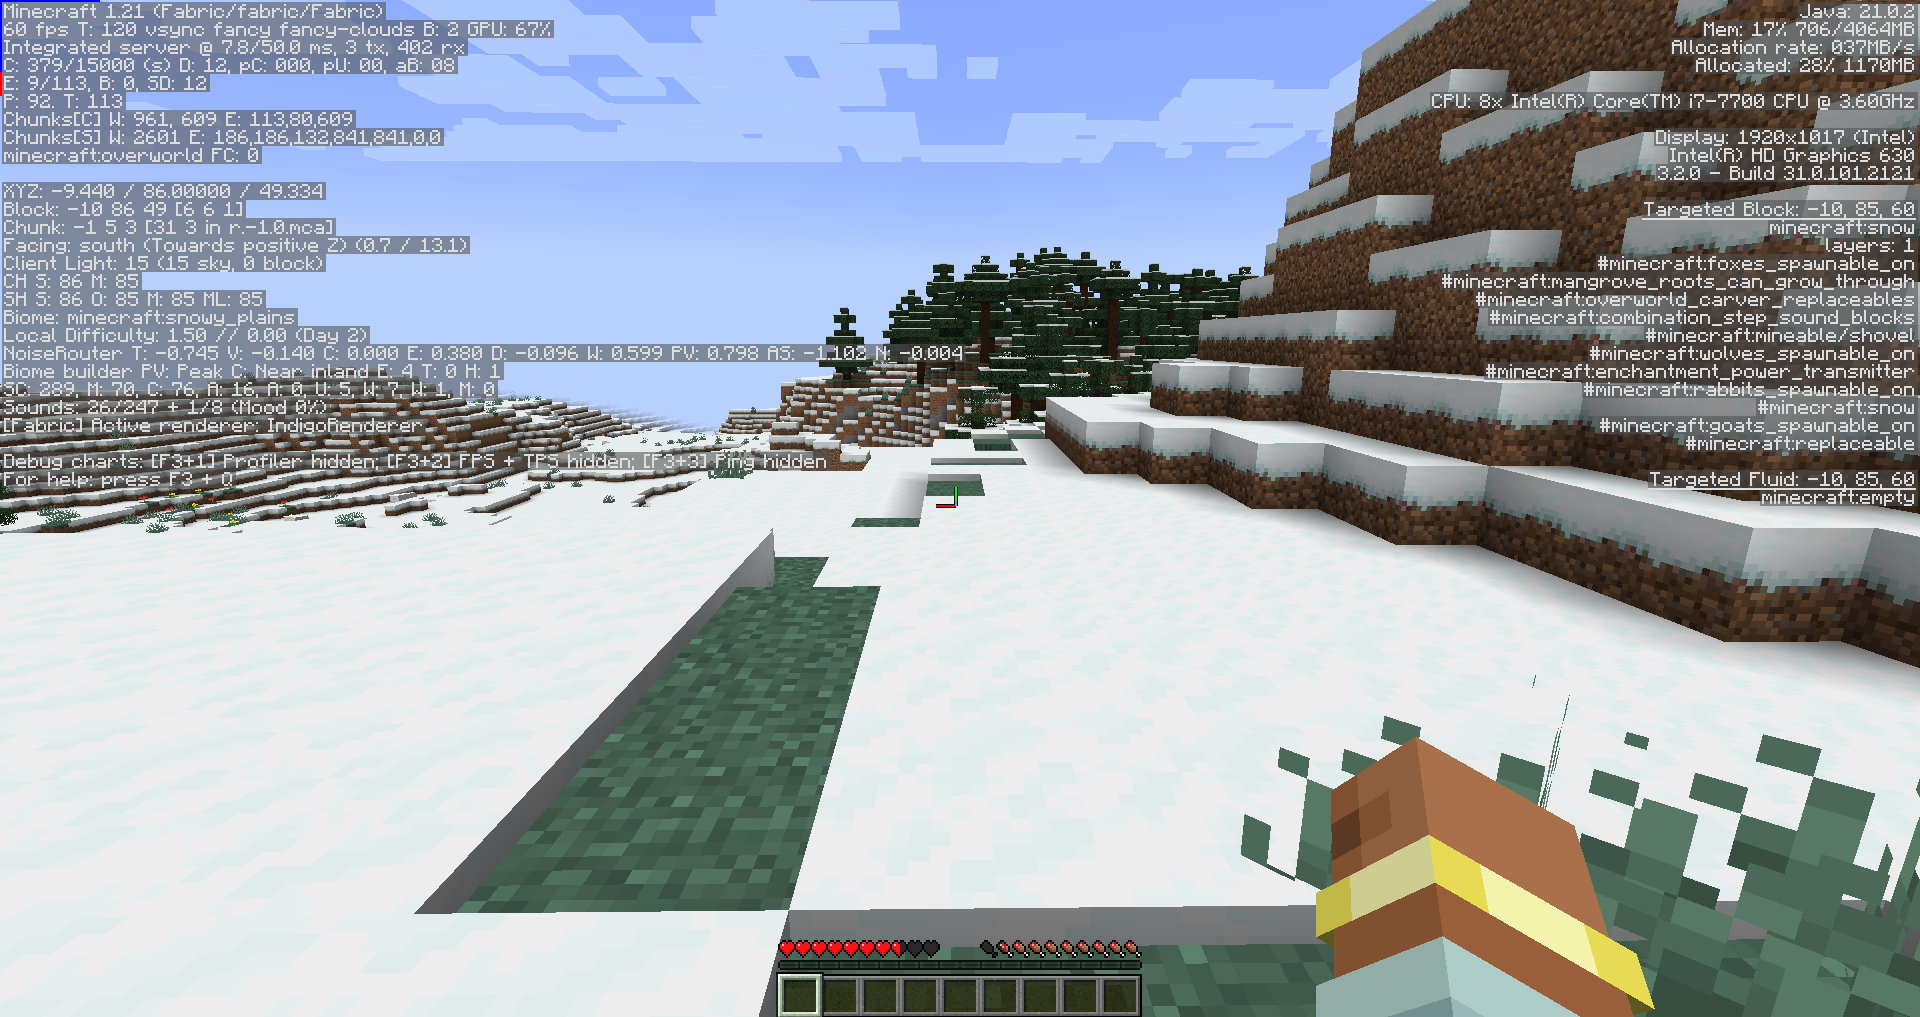 Minecraft 1.21 (Fabric/fabric/Fabric)
60 fps T: 120 vsync fancy fancy-clouds B: 2 GPU: 67%
Integrated server @ 7.8/50.0 ms, 3 tx, 402 rx
C: 379/15000 (s) D: 12, pC: 000, pU: 00, aB: 08
E: 9/113, B: 0, SD: 12
P: 92. T: 113
Chunks[C] W: 961, 609 E: 113,80,609
Chunks[S] W: 2601 E: 186,186,132,841,841,0,0
minecraft:overworld FC: 0
XYZ: -9.440 / 86.00000 / 49.334
Block: -10 86 49 [6 6 1]
Chunk: -1 5 3 [31 3 in r.-1.0.mca]
Facing: south (Towards positive Z) (0.7 / 13.1)
Client Light: 15 (15 sky, 0 block)
CH S: 86 M: 85
SH S: 86 O: 85 M: 85 ML: 85
Biome: minecraft:snowy_plains
Local Difficulty: 1.50 // 0.00 (Day 2)
NoiseRouter T: -0.745 V: -0.140 C: 0.000 E: 0.380 D: -0.096 W: 0.599 PV: 0.798 AS: -1.102 N: -0.004
Biome builder PV: Peak C: Near inland E: 4 T: 0 H: 1
SC: 289, M: 70, C: 76, A: 16, A: 0, U: 5, W: 7, W: 1, M: 0
Sounds: 26/247 + 1/8 (Mood 0%)
[Fabric] Active renderer: IndigoRenderer
Debug charts: [F3+1] Profiler hidden; [F3+2] FPS + TPS hidden; [F3+3] Ping hidden
For help: press F3 + Q
Java: 21.0.2
Mem: 17% 706/4064MB
Allocation rate: 037MB/s
Allocated: 28% 1170MB
CPU: 8x Intel(R) Core(TM) i7-7700 CPU @ 3.60GHz
Display: 1920x1017 (Intel)
Intel(R) HD Graphics 630
3.2.0 - Build 31.0.101.2121
Targeted Block: -10, 85, 60
minecraft:snow
layers: 1
#minecraft:foxes_spawnable_on
#minecraft:mangrove_roots_can_grow_through
#minecraft:overworld_carver_replaceables
#minecraft:combination_step_sound_blocks
#minecraft:mineable/shovel
#minecraft:wolves_spawnable_on
#minecraft:enchantment_power_transmitter
#minecraft:rabbits_spawnable_on
#minecraft:snow
#minecraft:goats_spawnable_on
#minecraft:replaceable
Targeted Fluid: -10, 85, 60
minecraft:empty